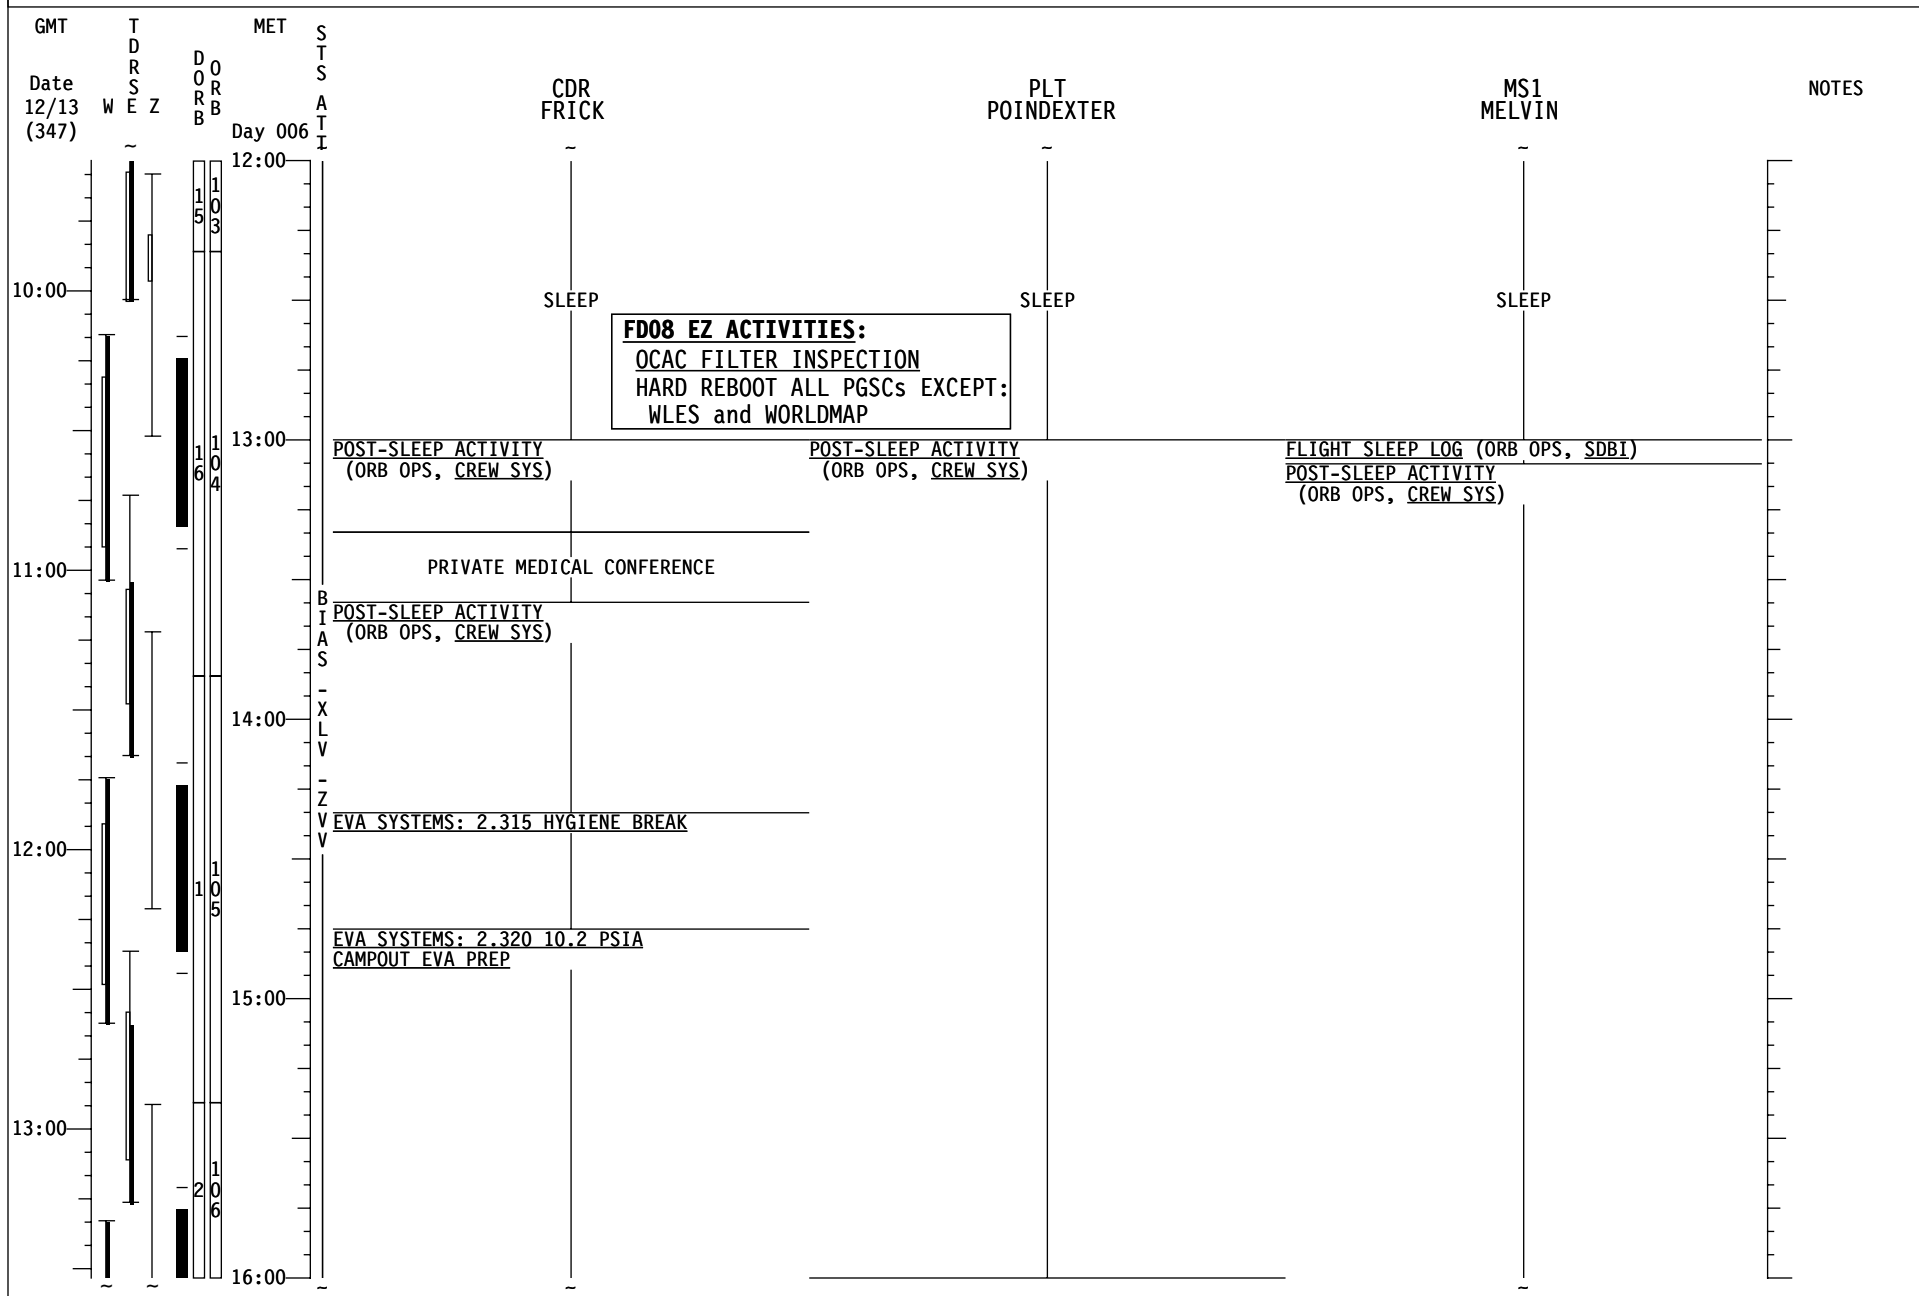 GMT
TDRS
MET
STS ATT
DORB
ORB
Date
12/13
(347)
W E Z
Day 006
CDR
FRICK
PLT
POINDEXTER
MS1
MELVIN
NOTES
~ ~ ~ ~
12:00
15
103
10:00
SLEEP SLEEP SLEEP
FD08 EZ ACTIVITIES:
OCAC FILTER INSPECTION
HARD REBOOT ALL PGSCs EXCEPT:
WLES and WORLDMAP
13:00
POST-SLEEP ACTIVITY
(ORB OPS, CREW SYS)
POST-SLEEP ACTIVITY
(ORB OPS, CREW SYS)
FLIGHT SLEEP LOG (ORB OPS, SDBI)
POST-SLEEP ACTIVITY
(ORB OPS, CREW SYS)
16
104
PRIVATE MEDICAL CONFERENCE
11:00
BIAS -XLV -ZVV
POST-SLEEP ACTIVITY
(ORB OPS, CREW SYS)
14:00
EVA SYSTEMS: 2.315 HYGIENE BREAK
12:00
1
105
EVA SYSTEMS: 2.320 10.2 PSIA
CAMPOUT EVA PREP
15:00
13:00
2
106
16:00
~ ~ ~ ~ ~